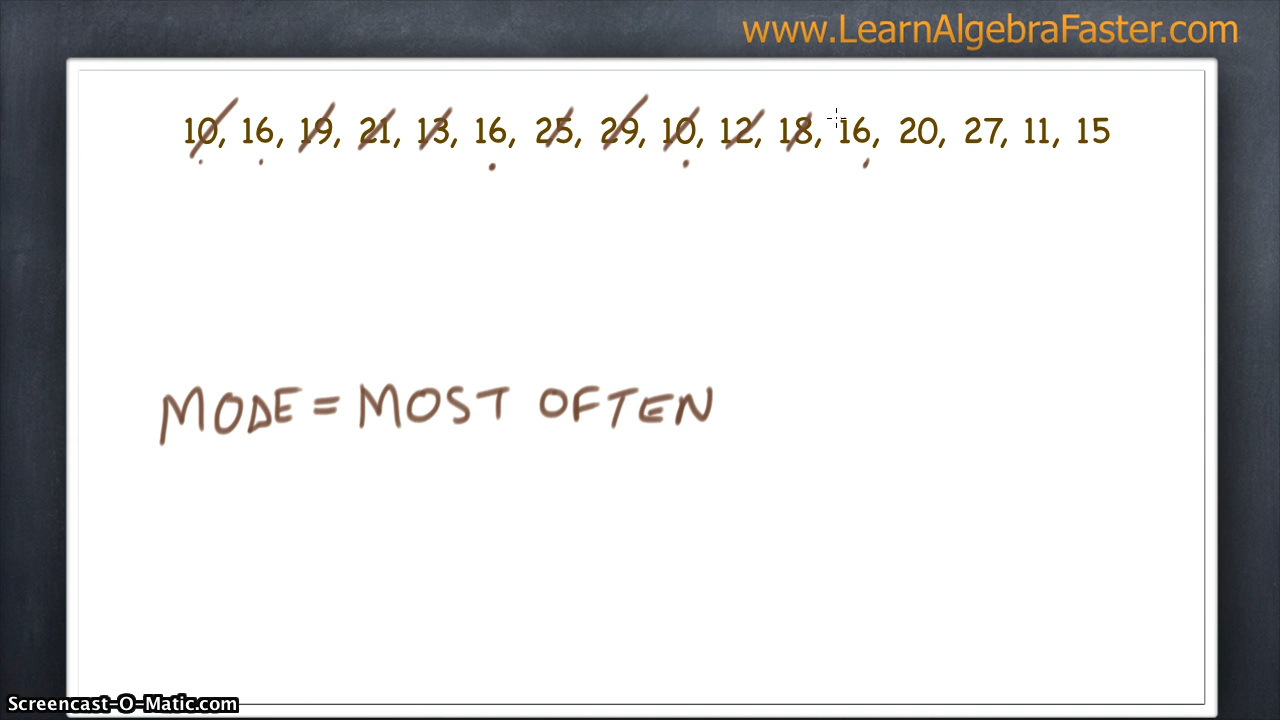 www.LearnAlgebraFaster.com
10, 16, 19, 21, 13, 16, 25, 29, 10, 12, 18, 16, 20, 27, 11, 15
MODE = MOST OFTEN
Screencast-O-Matic.com